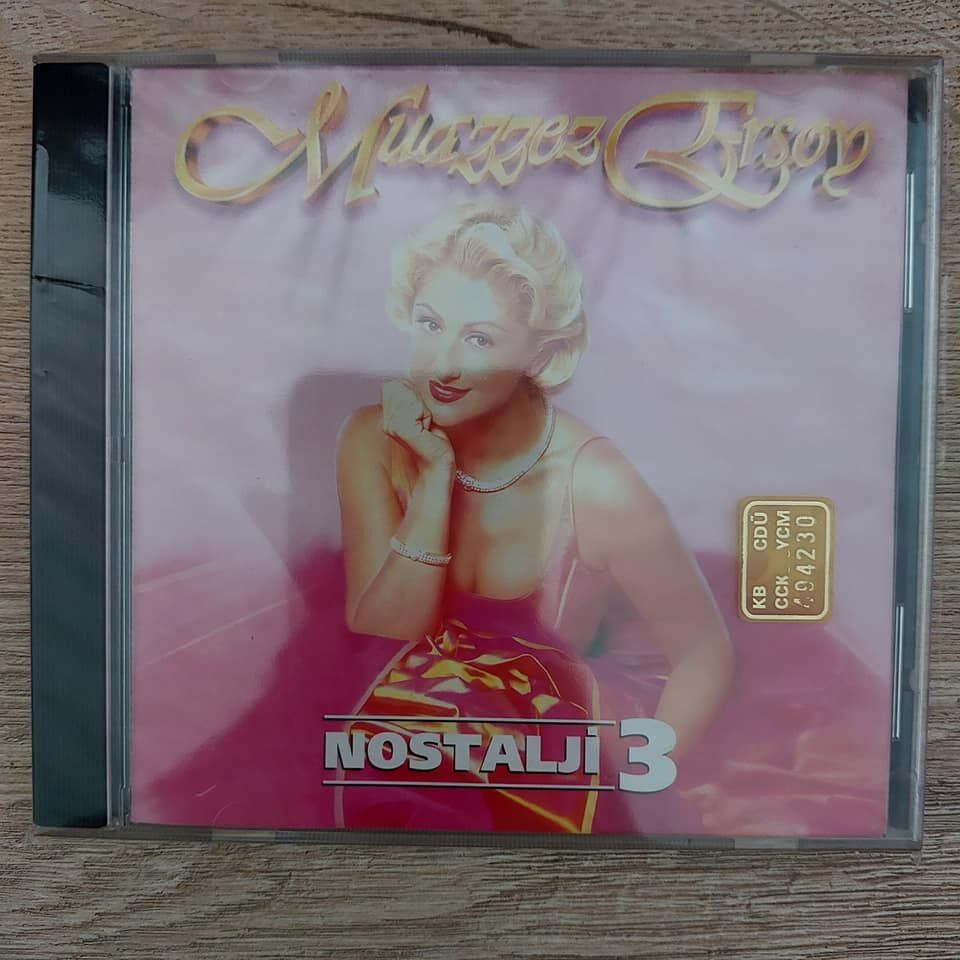 Muazzez Ersoy
NOSTALJİ 3
KB CDÜ
CCK YCM
494230